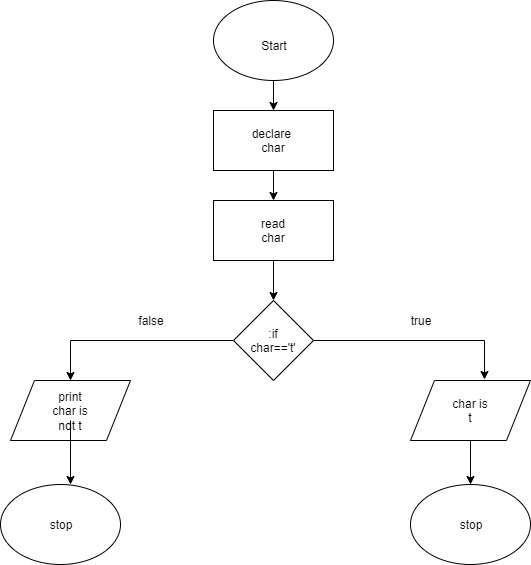 Start
declare
char
read
char
false
:if
char=='t'
true
print
char is
not t
char is
t
stop
stop